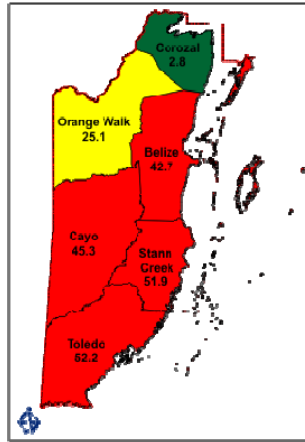 Corozal
2.8
Orange Walk
25.1
Belize
42.7
Cayo
45.3
Stann
Creek
51.9
Toledo
52.2